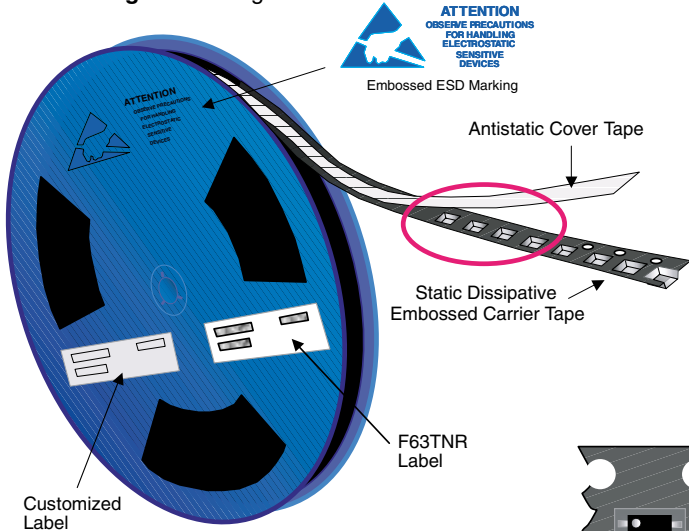 ATTENTION
OBSERVE PRECAUTIONS
FOR HANDLING
ELECTROSTATIC
SENSITIVE
DEVICES
Embossed ESD Marking
ATTENTION
OBSERVE PRECAUTIONS
FOR HANDLING
ELECTROSTATIC
SENSITIVE
DEVICES
Antistatic Cover Tape
Static Dissipative
Embossed Carrier Tape
F63TNR
Label
Customized
Label